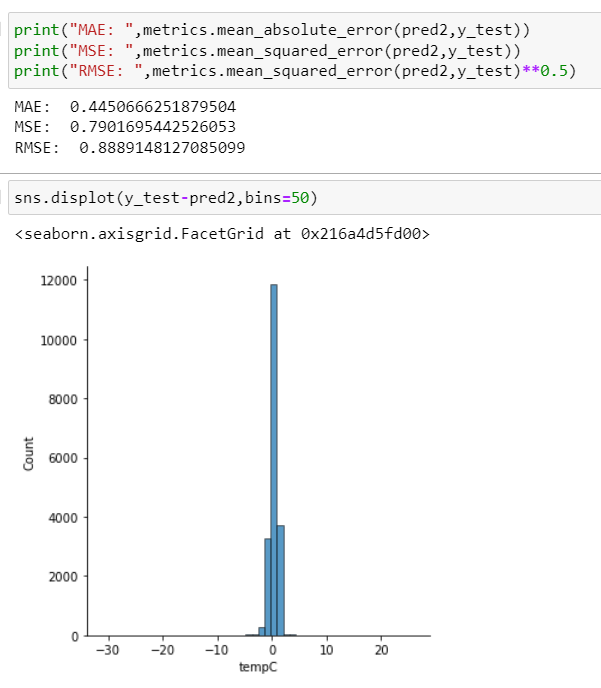 print("MAE: ",metrics.mean_absolute_error(pred2,y_test))
print("MSE: ",metrics.mean_squared_error(pred2,y_test))
print("RMSE: ",metrics.mean_squared_error(pred2,y_test)**0.5)
MAE:  0.4450666251879504
MSE:  0.7901695442526053
RMSE:  0.8889148127085099
sns.displot(y_test-pred2,bins=50)
<seaborn.axisgrid.FacetGrid at 0x216a4d5fd00>
12000
10000
8000
6000
4000
2000
0
Count
−30 −20 −10 0 10 20
tempC